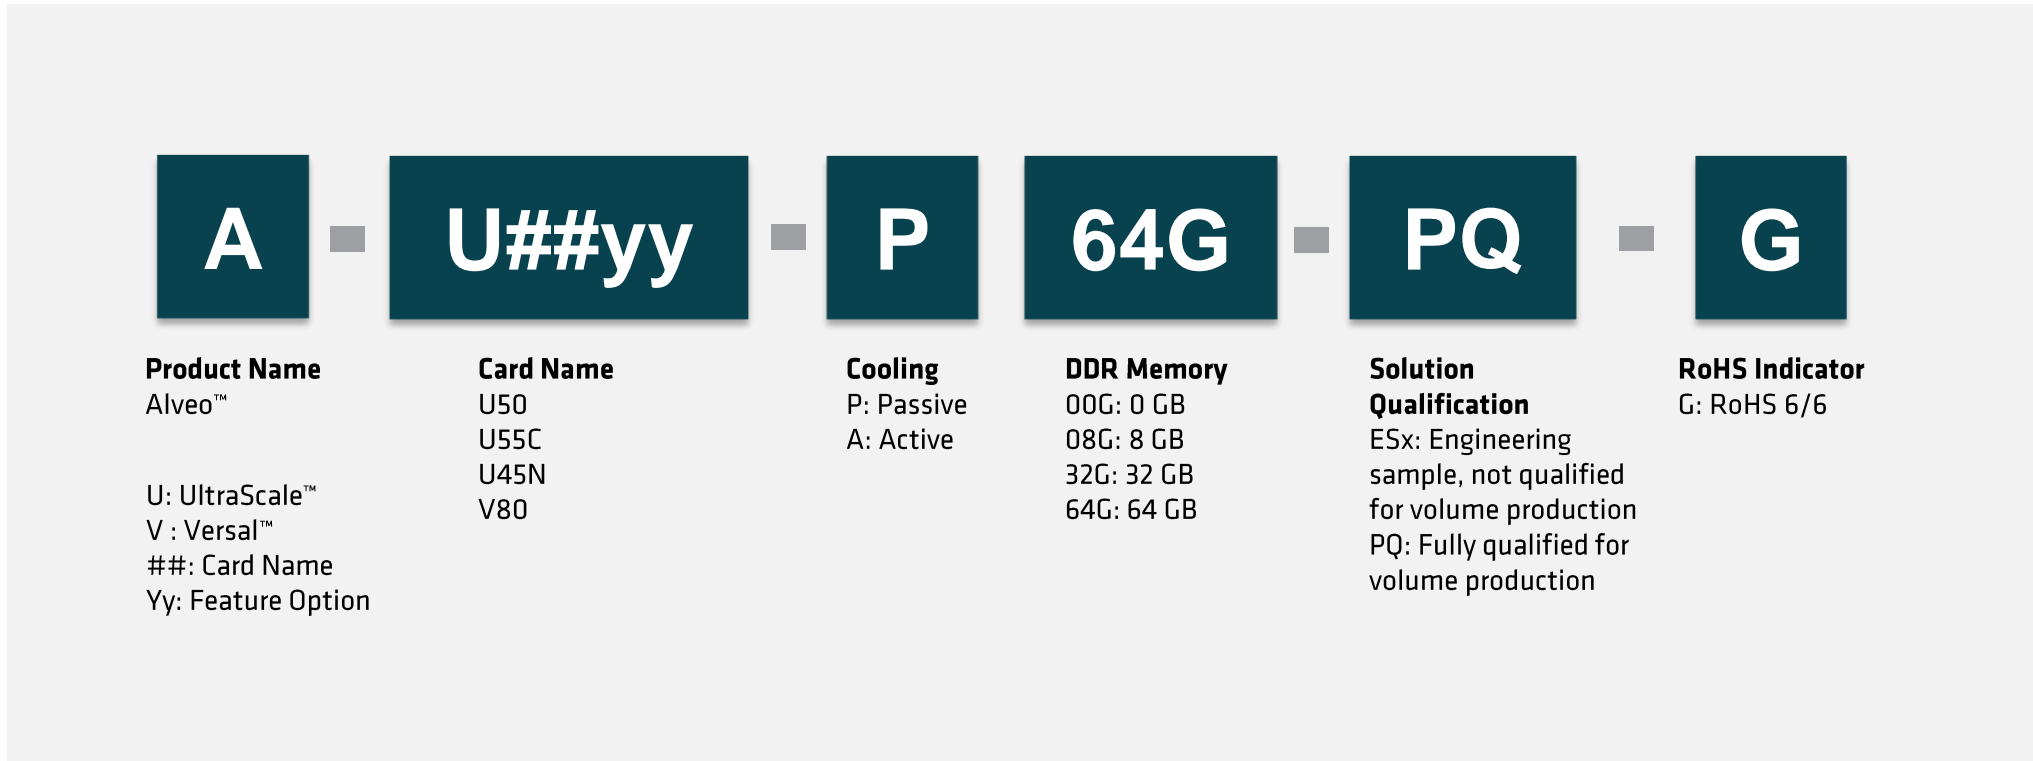 A - U##yy - P 64G - PQ - G
Product Name
Alveo™
U: UltraScale™
V : Versal™
##: Card Name
Yy: Feature Option
Card Name
U50
U55C
U45N
V80
Cooling
P: Passive
A: Active
DDR Memory
00G: 0 GB
08G: 8 GB
32G: 32 GB
64G: 64 GB
Solution
Qualification
ESx: Engineering
sample, not qualified
for volume production
PQ: Fully qualified for
volume production
RoHS Indicator
G: RoHS 6/6